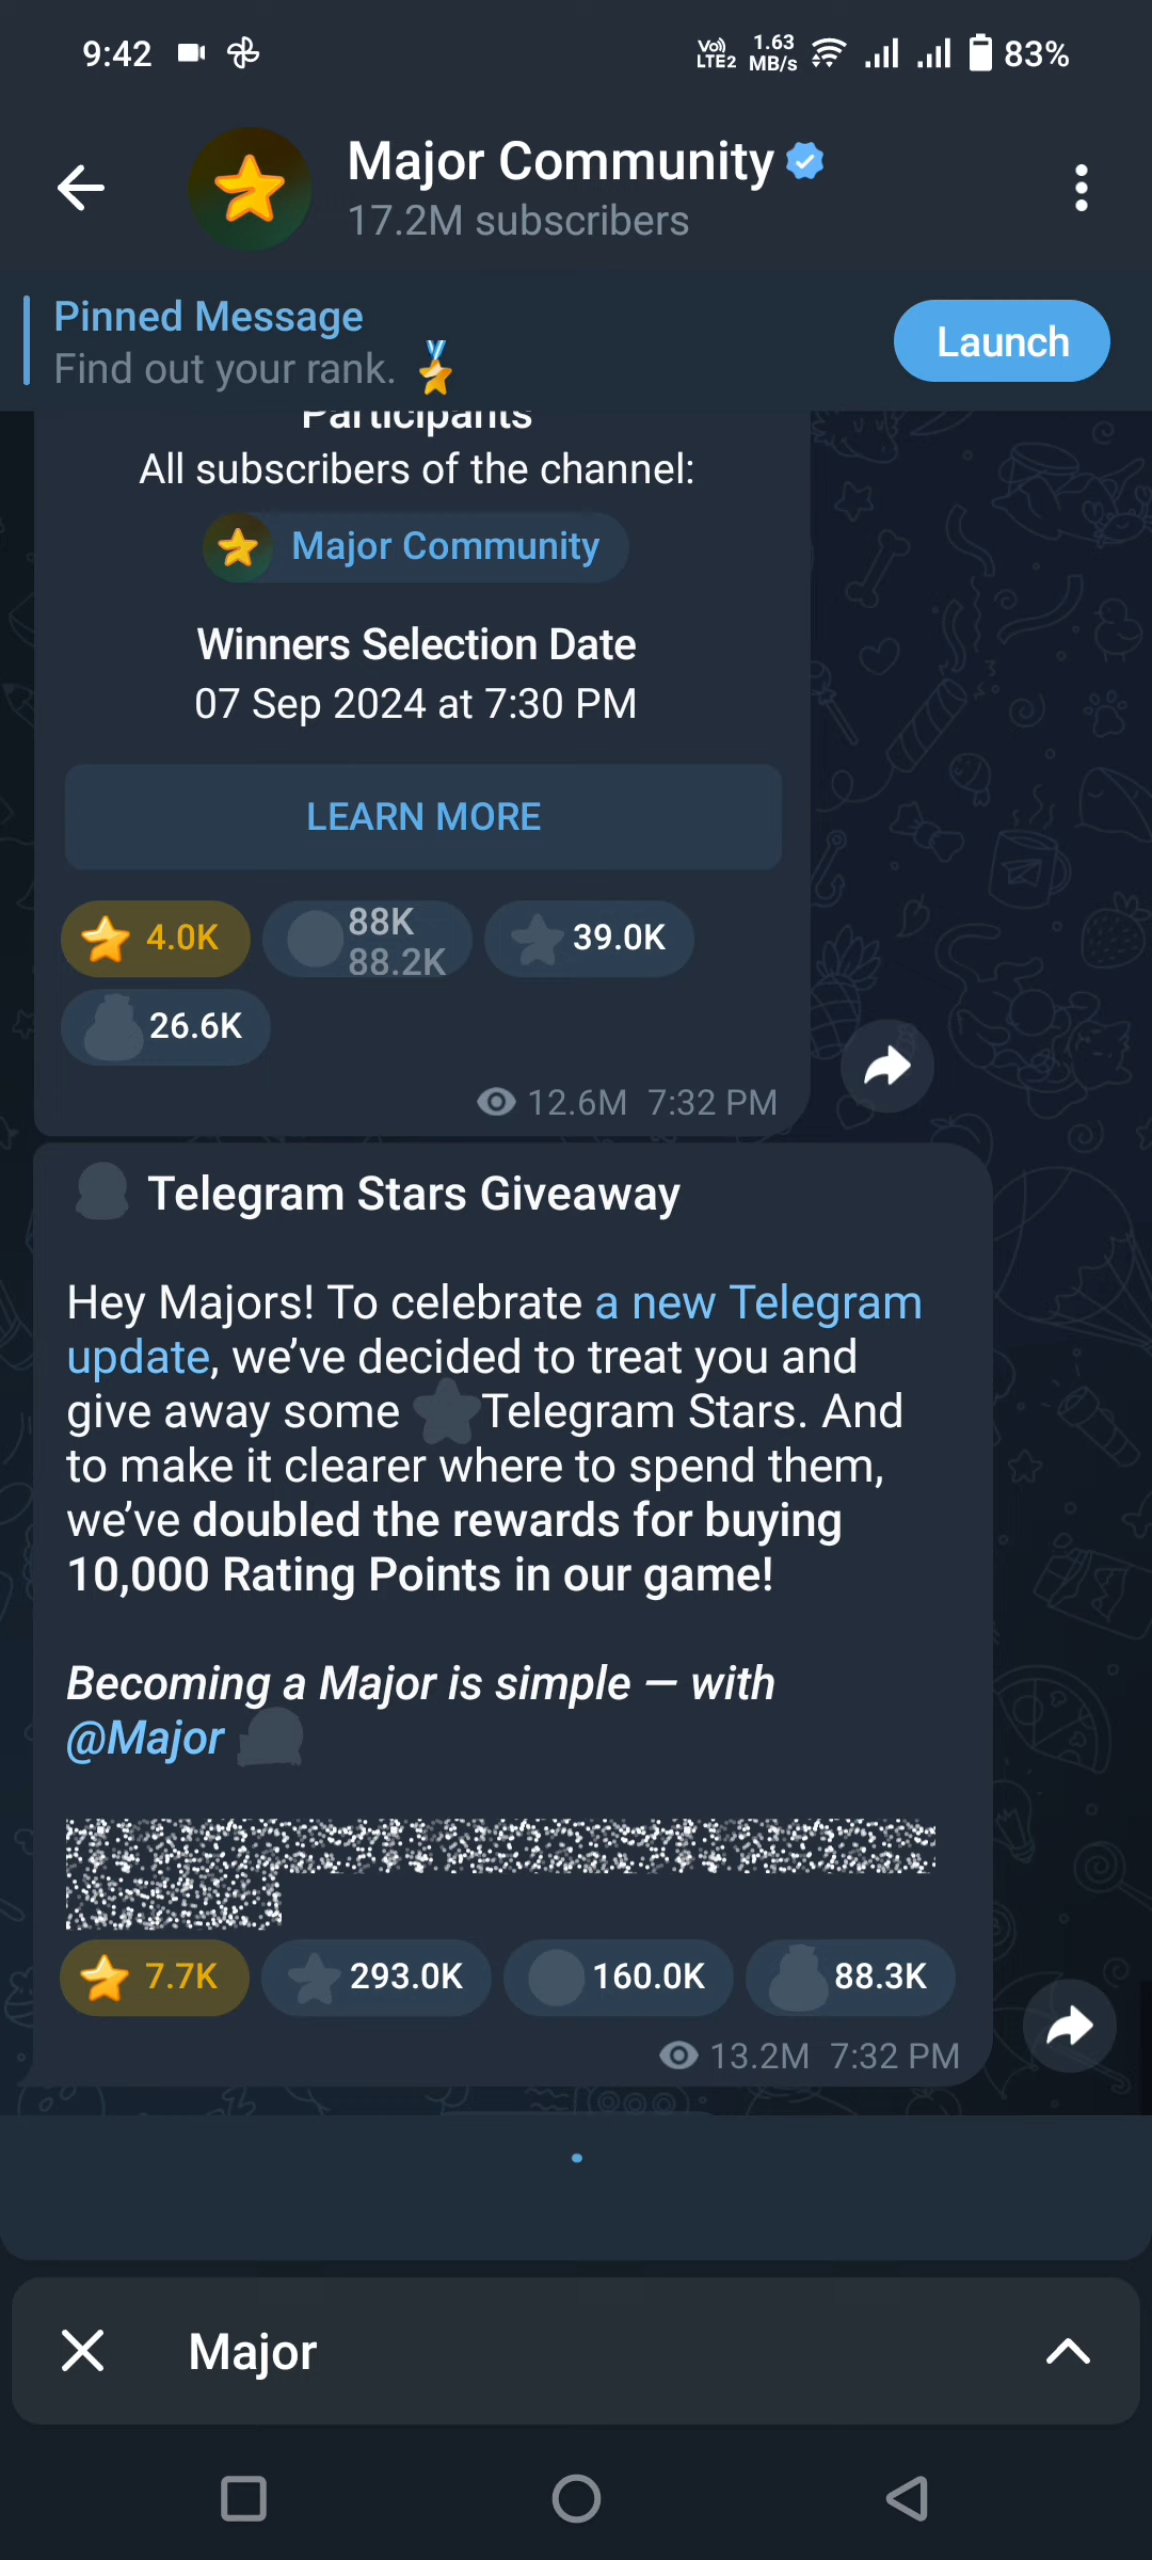 9:42
Vo) LTE2 1.63 MB/s 83%
Major Community
17.2M subscribers
Pinned Message
Find out your rank.
Launch
Participants
All subscribers of the channel:
Major Community
Winners Selection Date
07 Sep 2024 at 7:30 PM
LEARN MORE
4.0K 88K 88.2K 39.0K
26.6K
12.6M 7:32 PM
Telegram Stars Giveaway
Hey Majors! To celebrate a new Telegram
update, we’ve decided to treat you and
give away some Telegram Stars. And
to make it clearer where to spend them,
we’ve doubled the rewards for buying
10,000 Rating Points in our game!
Becoming a Major is simple – with
@Major
7.7K 293.0K 160.0K 88.3K
13.2M 7:32 PM
Major